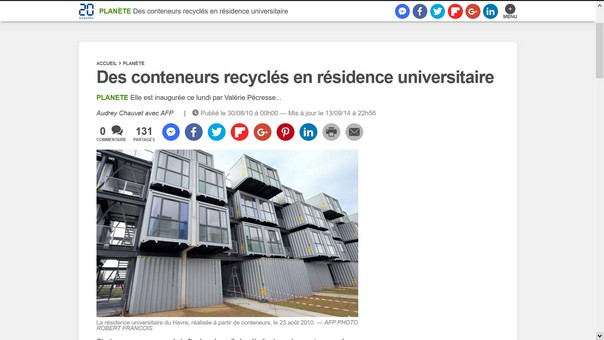 20
PLANÈTE Des conteneurs recyclés en résidence universitaire
MENU
ACCUEIL > PLANÈTE
Des conteneurs recyclés en résidence universitaire
PLANETE Elle est inaugurée ce lundi par Valérie Pécresse...
Audrey Chauvet avec AFP | Publié le 30/08/10 à 00h00 — Mis à jour le 13/09/14 à 22h56
0 131
COMMENTAIRE PARTAGES
La résidence universitaire du Havre, réalisée à partir de conteneurs, le 23 août 2010. — AFP PHOTO
ROBERT FRANCOIS